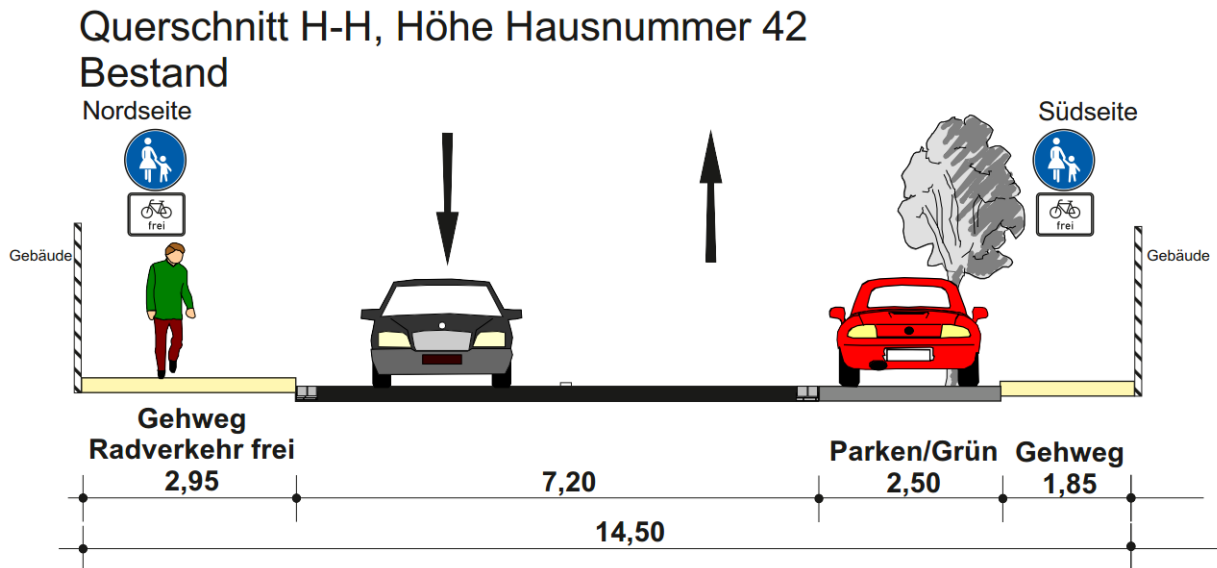 Querschnitt H-H, Höhe Hausnummer 42
Bestand
Nordseite
Südseite
frei
frei
Gebäude
Gebäude
Gehweg
Radverkehr frei
2,95
7,20
Parken/Grün
2,50
Gehweg
1,85
14,50